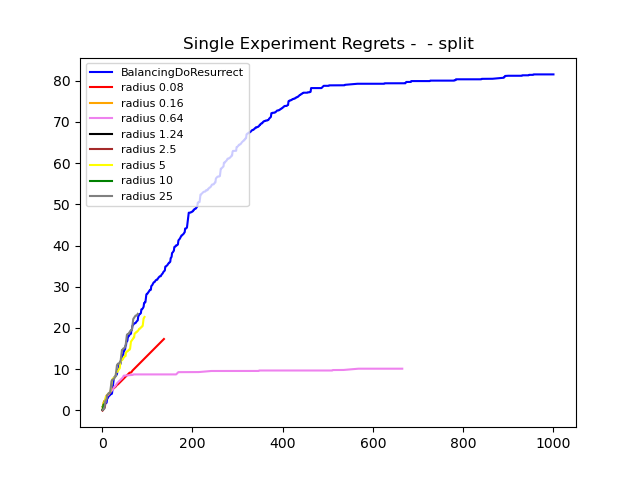 Single Experiment Regrets -  - split
BalancingDoResurrect
radius 0.08
radius 0.16
radius 0.64
radius 1.24
radius 2.5
radius 5
radius 10
radius 25
80
70
60
50
40
30
20
10
0
0 200 400 600 800 1000